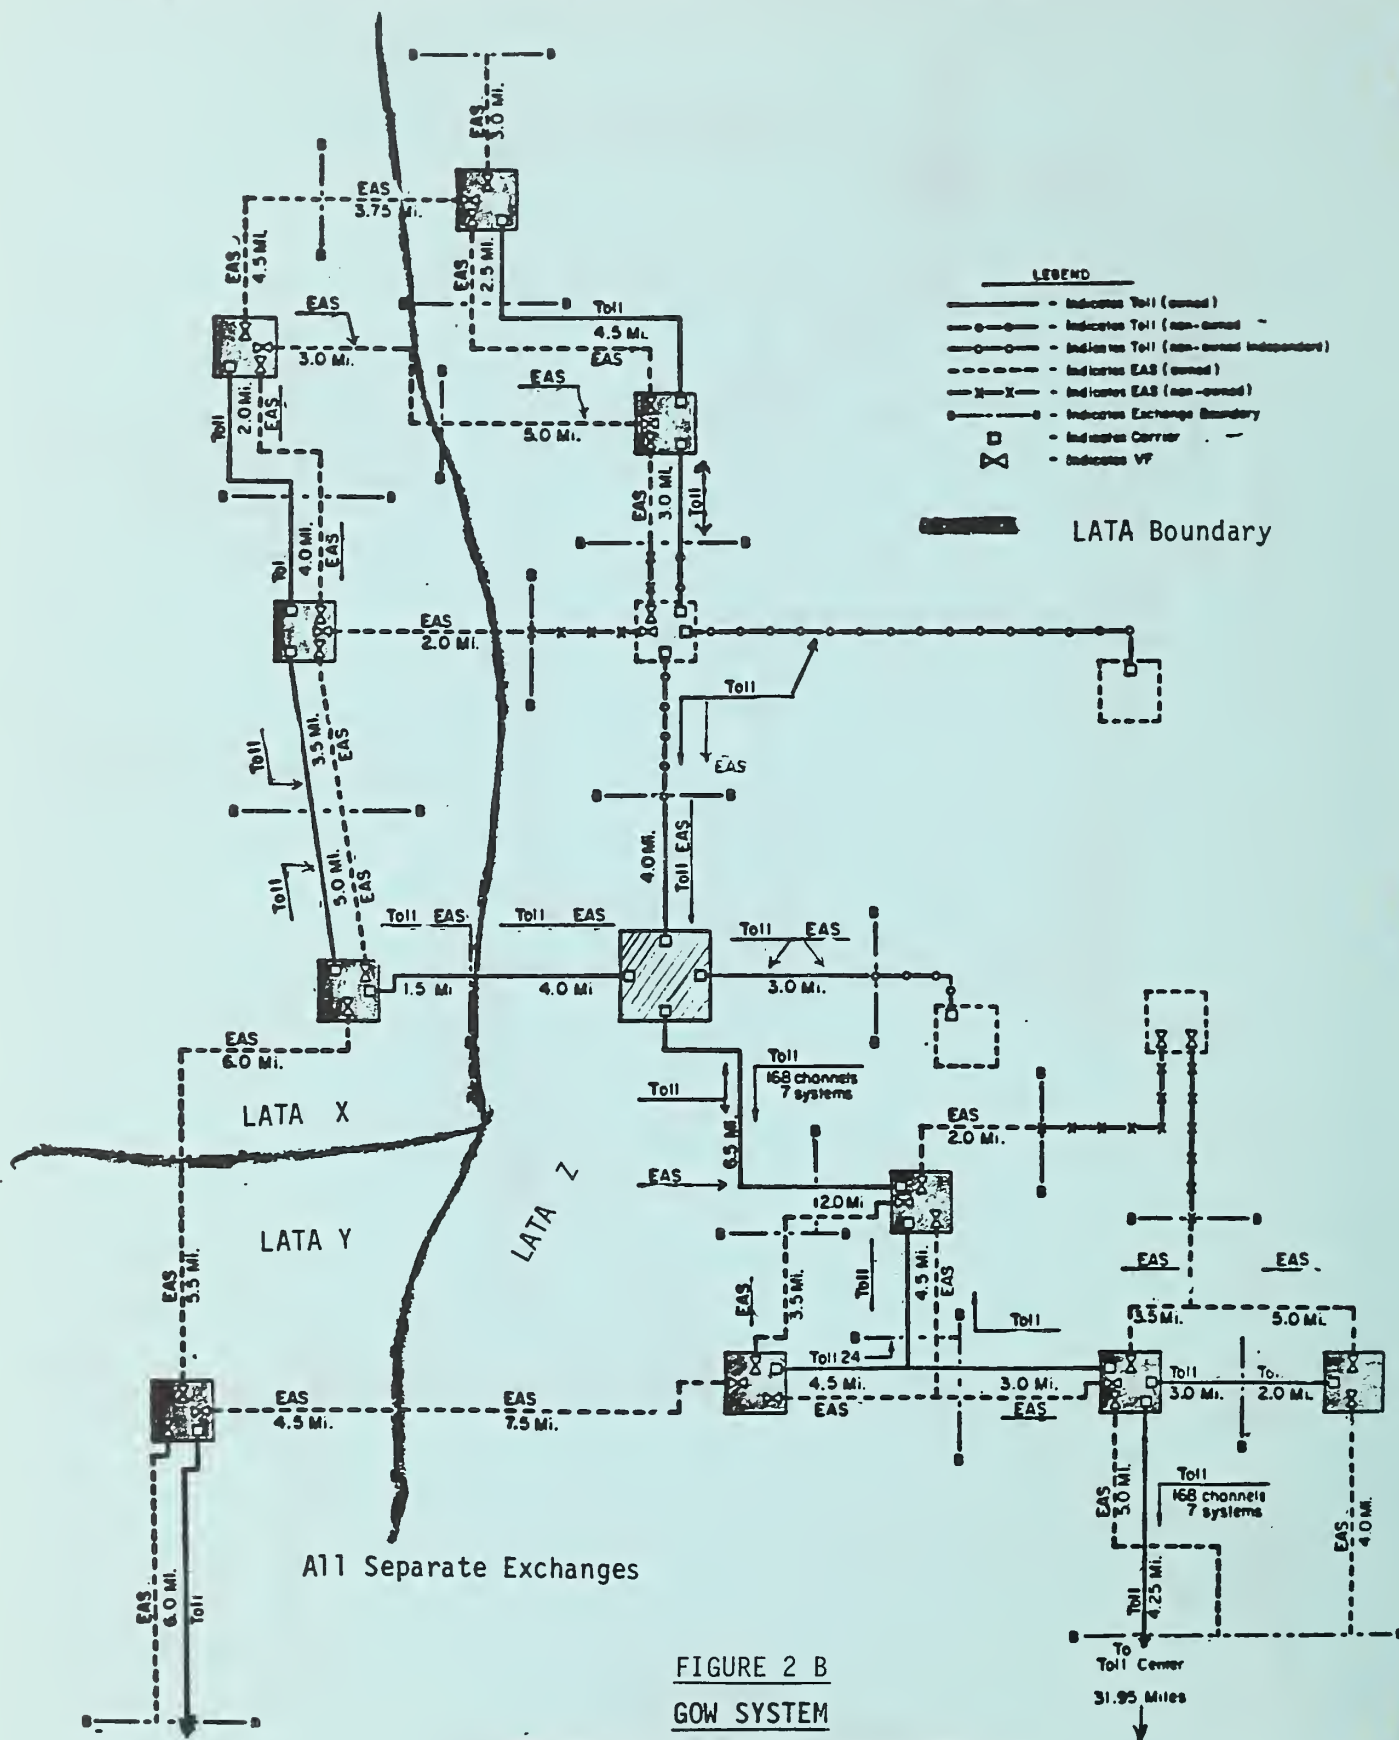 B B
EAS
3.0 Mi.
B
EAS
3.75 Mi.
EAS
4.5 Mi.
B
EAS
2.5 Mi.
EAS
B
Toll
4.5 Mi.
EAS
3.0 Mi.
B
EAS
5.0 Mi.
B
LEGEND
- Indicates Toll (owned)
- Indicates Toll (non-owned
- Indicates Toll (non-owned independent)
- Indicates EAS (owned)
- Indicates EAS (non-owned)
B B - Indicates Exchange Boundary
- Indicates Carrier
- Indicates VF
LATA Boundary
Toll
2.0 Mi.
EAS
B B
EAS
3.0 Mi.
Toll
B B
Toll
4.0 Mi.
EAS
B
EAS
2.0 Mi.
B
Toll
EAS
Toll
3.5 Mi.
EAS
B B
B B
Toll
5.0 Mi.
EAS
4.0 Mi.
Toll EAS
Toll EAS
1.5 Mi
Toll EAS
4.0 Mi
Toll EAS
3.0 Mi.
B
B
EAS
6.0 Mi.
LATA X
Toll
Toll
168 channels
7 systems
6.5 Mi.
EAS
B
2.0 Mi
EAS
2.0 Mi.
B
B
B B
LATA Y
LATA Z
EAS
5.5 Mi.
B B
EAS
3.5 Mi.
Toll
4.5 Mi.
EAS
B B
Toll
EAS
3.5 Mi.
EAS
5.0 Mi.
Toll 24
4.5 Mi.
EAS
3.0 Mi.
EAS
B
Toll
3.0 Mi.
To..
2.0 Mi.
B
EAS
4.5 Mi.
EAS
7.5 Mi.
EAS
5.0 Mi.
Toll
168 channels
7 systems
Toll
4.25 Mi.
EAS
4.0 Mi.
All Separate Exchanges
EAS
6.0 Mi.
Toll
B B
B B
To
Toll Center
31.95 Miles
FIGURE 2 B
GOW SYSTEM